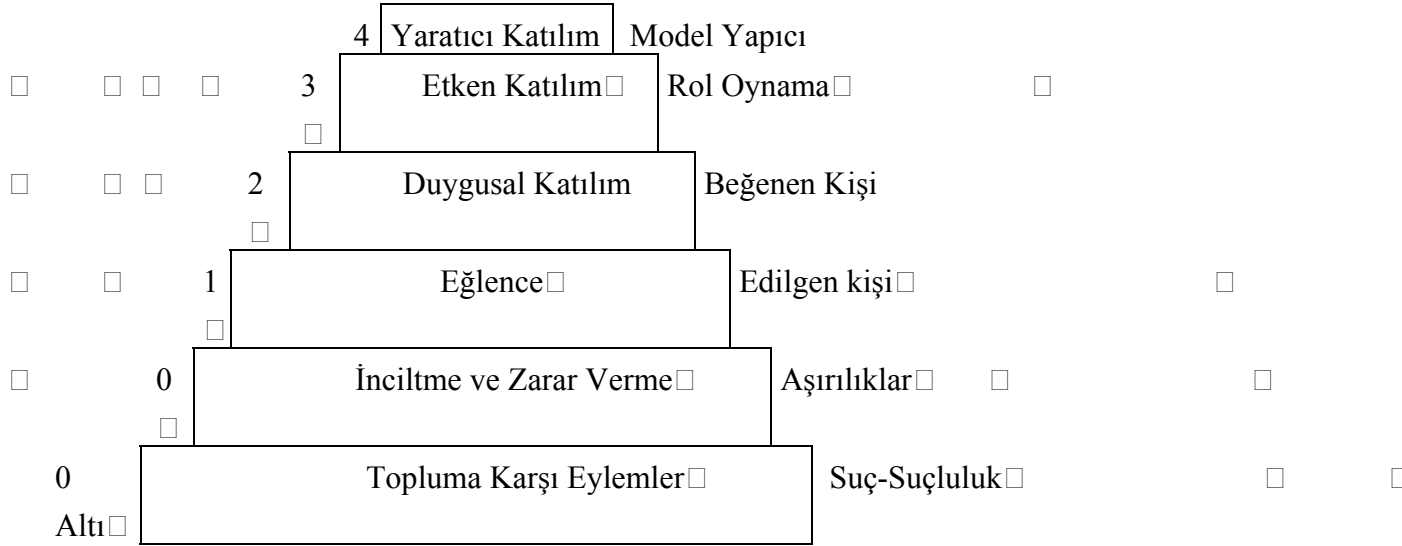 4 Yaratıcı Katılım Model Yapıcı
3 Etken Katılım Rol Oynama
2 Duygusal Katılım Beğenen Kişi
1 Eğlence Edilgen kişi
0 İnciltme ve Zarar Verme Aşırılıklar
0 Topluma Karşı Eylemler Suç-Suçluluk
Altı